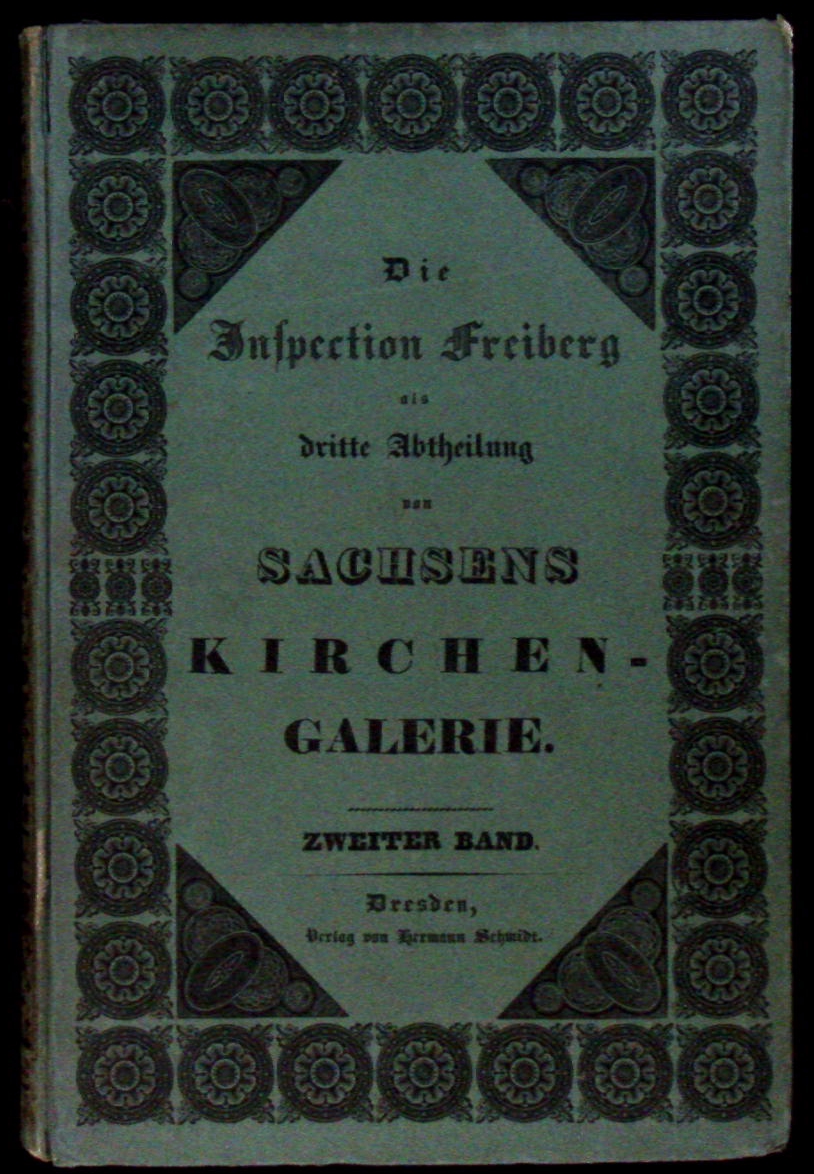 Die
Inſpection Freiberg
als
dritte Abtheilung
von
SACHSENS
KIRCHEN-
GALERIE.
ZWEITER BAND.
Dresden,
Verlag von Hermann Schmidt.